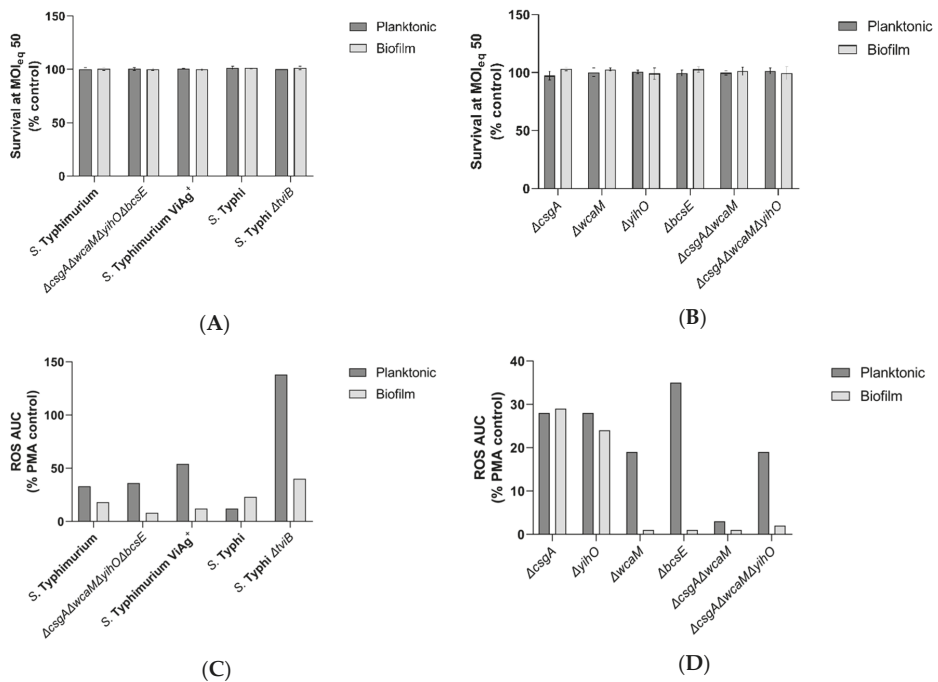 Survival at MOIeq 50
(% control)
150
100
50
0
Planktonic
Biofilm
S. Typhimurium
ΔcsgAΔwcaMΔyihOΔbcsE
S. Typhimurium ViAg+
S. Typhi
S. Typhi ΔtviB
(A)
Survival at MOIeq 50
(% control)
150
100
50
0
Planktonic
Biofilm
ΔcsgA
ΔwcaM
ΔyihO
ΔbcsE
ΔcsgAΔwcaM
ΔcsgAΔwcaMΔyihO
(B)
ROS AUC
(% PMA control)
150
100
50
0
Planktonic
Biofilm
S. Typhimurium
ΔcsgAΔwcaMΔyihOΔbcsE
S. Typhimurium ViAg+
S. Typhi
S. Typhi ΔtviB
(C)
ROS AUC
(% PMA control)
40
30
20
10
0
Planktonic
Biofilm
ΔcsgA
ΔyihO
ΔwcaM
ΔbcsE
ΔcsgAΔwcaM
ΔcsgAΔwcaMΔyihO
(D)